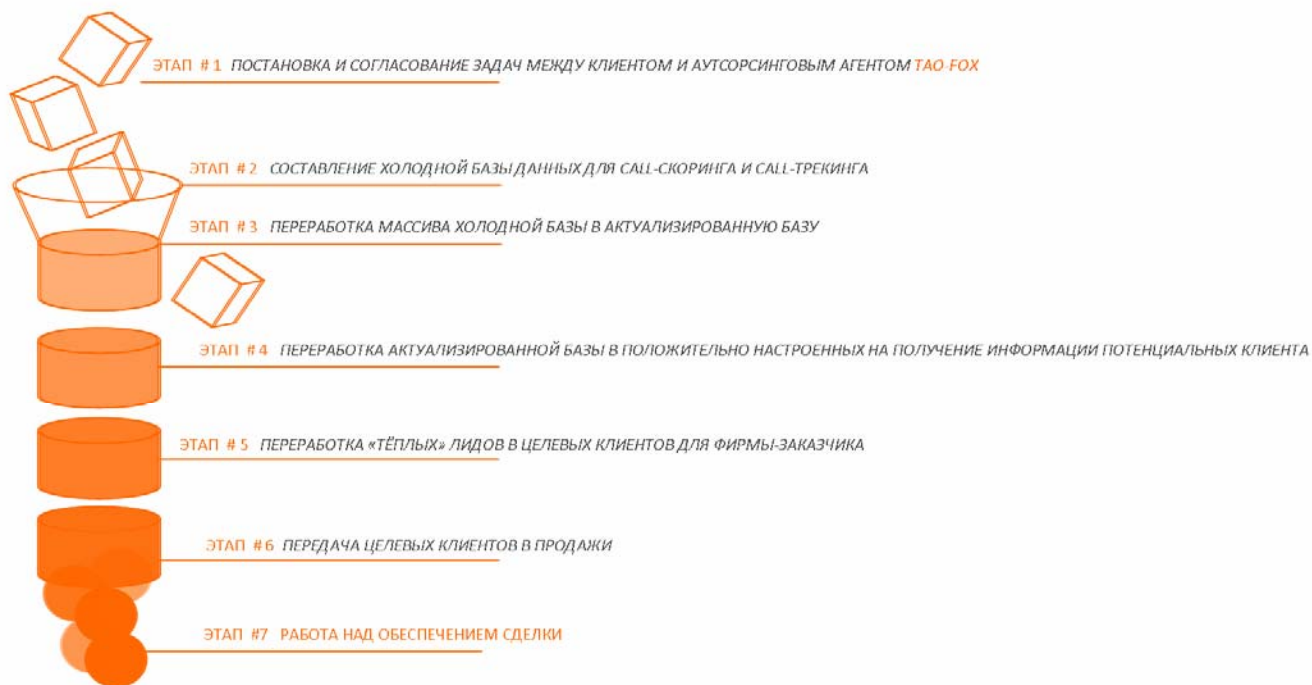 ЭТАП # 1 ПОСТАНОВКА И СОГЛАСОВАНИЕ ЗАДАЧ МЕЖДУ КЛИЕНТОМ И АУТСОРСИНГОВЫМ АГЕНТОМ TAO-FOX
ЭТАП # 2 СОСТАВЛЕНИЕ ХОЛОДНОЙ БАЗЫ ДАННЫХ ДЛЯ CALL-СКОРИНГА И CALL-ТРЕКИНГА
ЭТАП # 3 ПЕРЕРАБОТКА МАССИВА ХОЛОДНОЙ БАЗЫ В АКТУАЛИЗИРОВАННУЮ БАЗУ
ЭТАП # 4 ПЕРЕРАБОТКА АКТУАЛИЗИРОВАННОЙ БАЗЫ В ПОЛОЖИТЕЛЬНО НАСТРОЕННЫХ НА ПОЛУЧЕНИЕ ИНФОРМАЦИИ ПОТЕНЦИАЛЬНЫХ КЛИЕНТА
ЭТАП # 5 ПЕРЕРАБОТКА «ТЁПЛЫХ» ЛИДОВ В ЦЕЛЕВЫХ КЛИЕНТОВ ДЛЯ ФИРМЫ-ЗАКАЗЧИКА
ЭТАП # 6 ПЕРЕДАЧА ЦЕЛЕВЫХ КЛИЕНТОВ В ПРОДАЖИ
ЭТАП #7 РАБОТА НАД ОБЕСПЕЧЕНИЕМ СДЕЛКИ